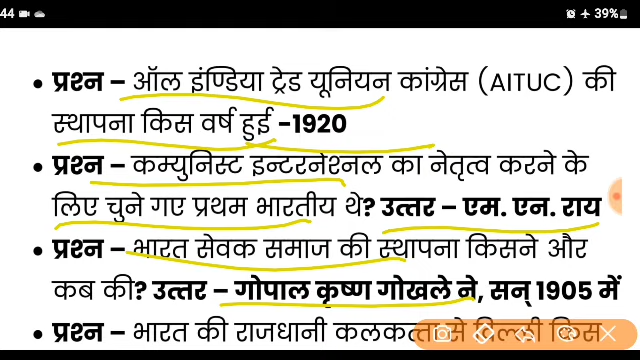 44 39%
• प्रश्न – ऑल इंण्डिया ट्रेड यूनियन कांग्रेस (AITUC) की
स्थापना किस वर्ष हुई -1920
• प्रश्न – कम्युनिस्ट इन्टरनेश्नल का नेतृत्व करने के
लिए चुने गए प्रथम भारतीय थे? उत्तर – एम. एन. राय
• प्रश्न – भारत सेवक समाज की स्थापना किसने और
कब की? उत्तर – गोपाल कृष्ण गोखले ने, सन् 1905 में
• प्रश्न – भारत की राजधानी कलकत्ता से दिल्ली किस